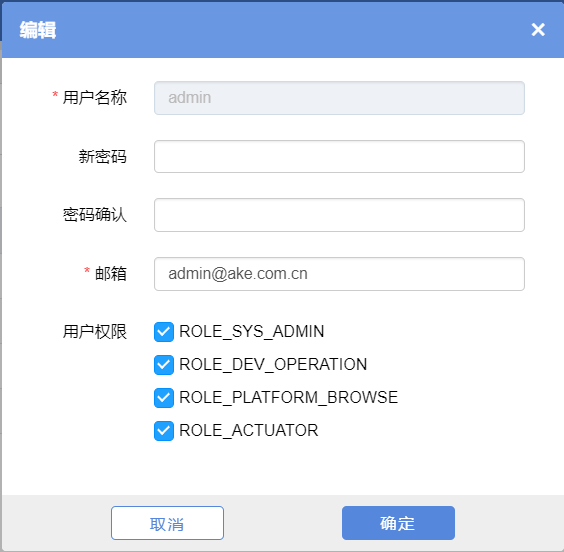 编辑
* 用户名称 admin
新密码
密码确认
* 邮箱 admin@ake.com.cn
用户权限 ROLE_SYS_ADMIN
ROLE_DEV_OPERATION
ROLE_PLATFORM_BROWSE
ROLE_ACTUATOR
取消 确定